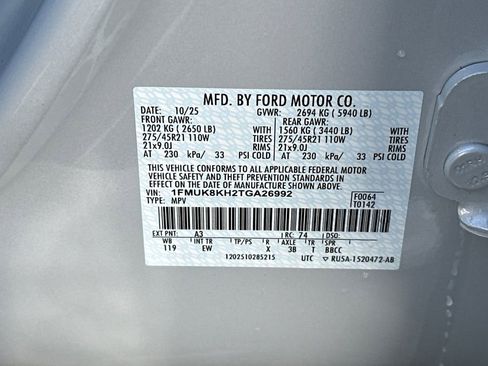 MFD. BY FORD MOTOR CO.
DATE: 10/25 GVWR: 2694 KG ( 5940 LB)
FRONT GAWR: REAR GAWR:
1202 KG ( 2650 LB) WITH 1560 KG ( 3440 LB) WITH
275/45R21 110W TIRES 275/45R21 110W TIRES
21x9.0J RIMS 21x9.0J RIMS
AT 230 kPa/ 33 PSI COLD AT 230 kPa/ 33 PSI COLD
THIS VEHICLE CONFORMS TO ALL APPLICABLE FEDERAL MOTOR
VEHICLE SAFETY AND THEFT PREVENTION STANDARDS IN
EFFECT ON THE DATE OF MANUFACTURE SHOWN ABOVE.
VIN: 1FMUK8KH2TGA26992 F0064
TYPE: MPV T0142
EXT PNT: A3 RC: 74 DSO:
WB INT TR TP/PS R AXLE TR SPR
119 EW X 3B T BBCC
1202510285215 UTC RU5A-1520472-AB